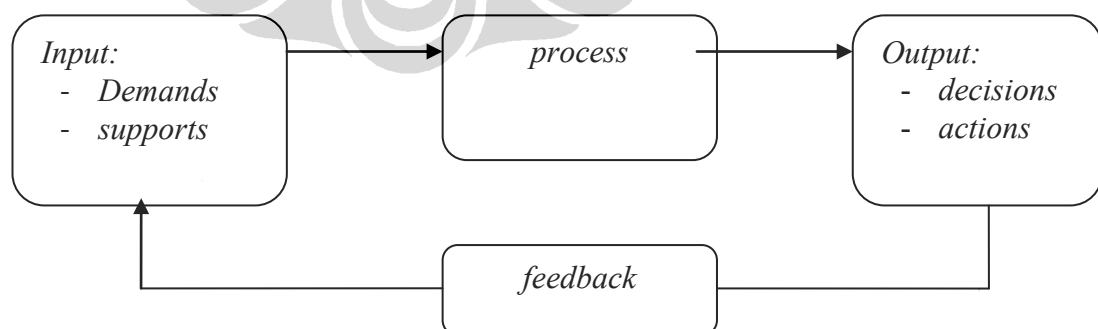 Input:
- Demands
- supports
process
Output:
- decisions
- actions
feedback